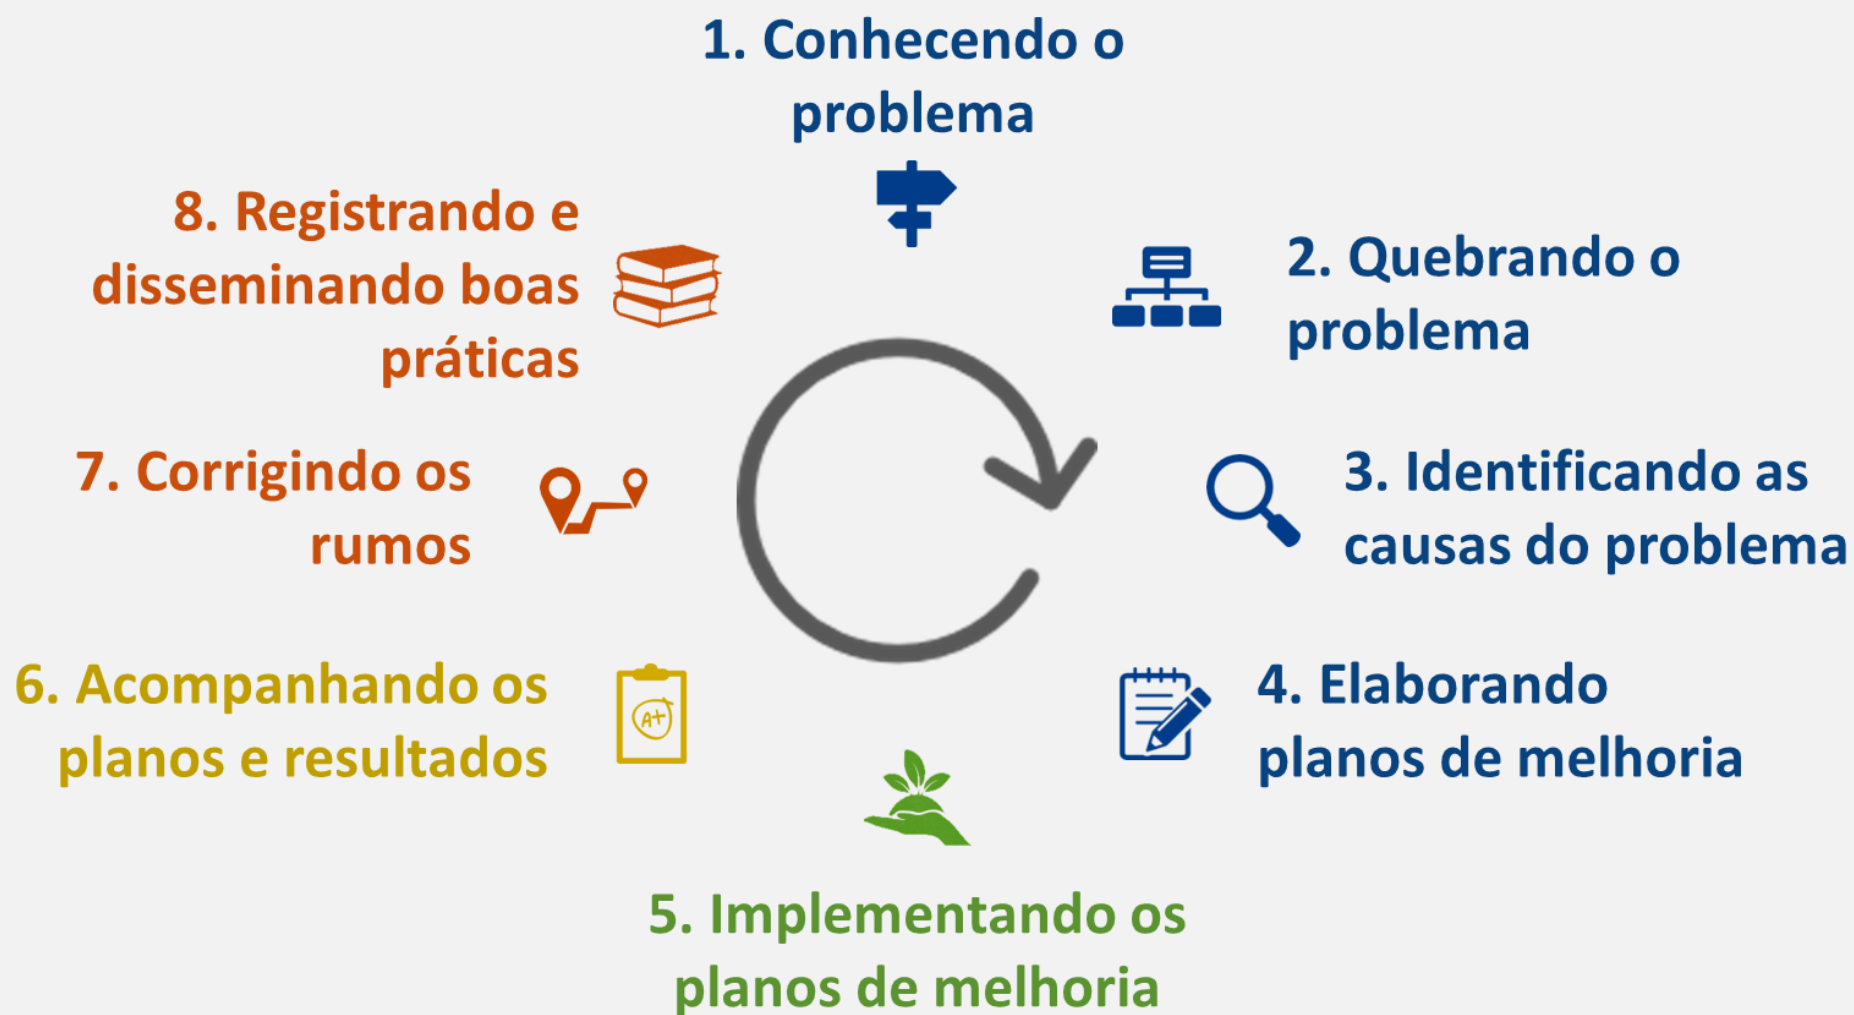 1. Conhecendo o
problema
2. Quebrando o
problema
3. Identificando as
causas do problema
4. Elaborando
planos de melhoria
5. Implementando os
planos de melhoria
6. Acompanhando os
planos e resultados
A+
7. Corrigindo os
rumos
8. Registrando e
disseminando boas
práticas